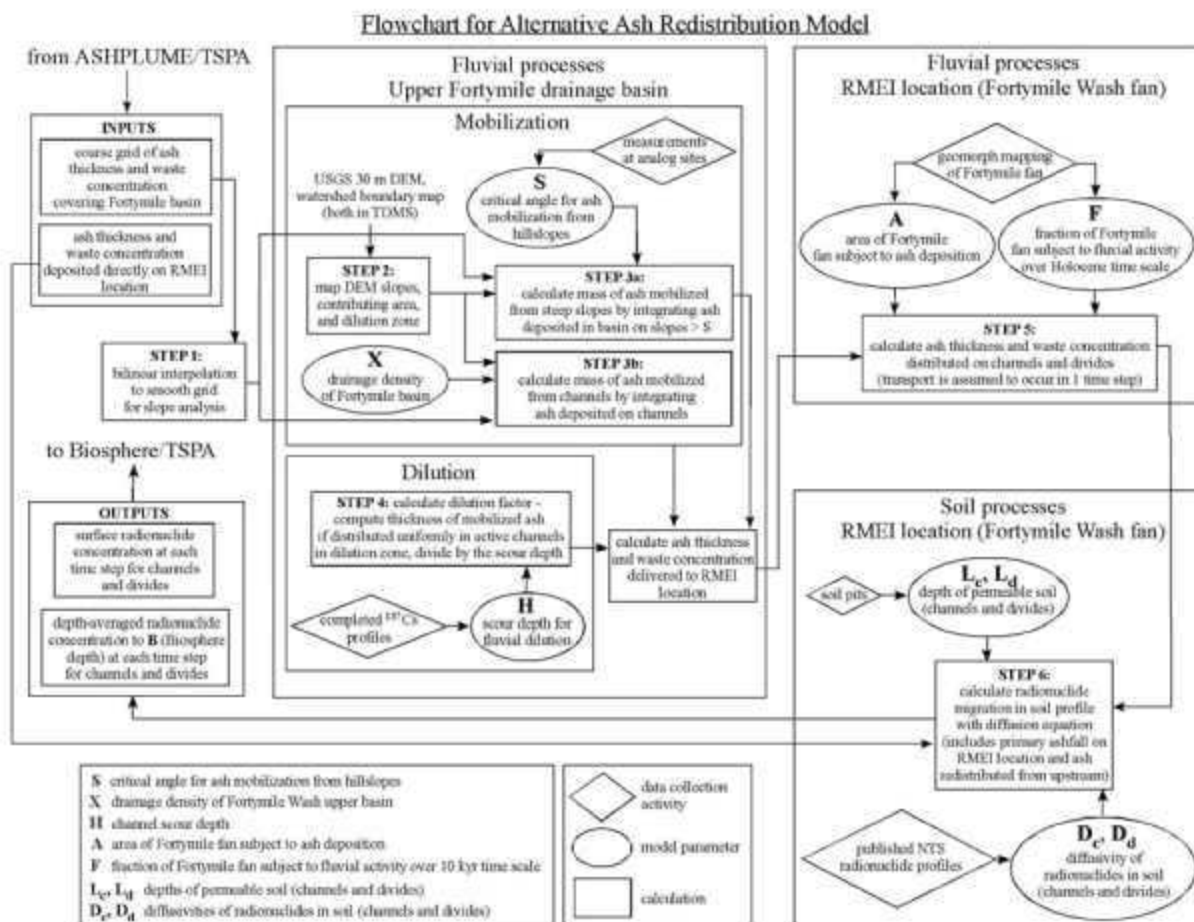 Flowchart for Alternative Ash Redistribution Model
from ASHPLUME/TSPA
INPUTS
coarse grid of ash
thickness and waste
concentration
covering Fortymile basin
ash thickness and
waste concentration
deposited directly on RMEI
location
STEP 1:
bilinear interpolation
to smooth grid
for slope analysis
to Biosphere/TSPA
OUTPUTS
surface radionuclide
concentration at each
time step for channels
and divides
depth-averaged radionuclide
concentration to B (Biosphere
depth) at each time step
for channels and divides
Fluvial processes
Upper Fortymile drainage basin
Mobilization
measurements
at analog sites
S
critical angle for ash
mobilization from
hillslopes
USGS 30 m DEM,
watershed boundary map
(both in TDMS)
STEP 2:
map DEM slopes,
contributing area,
and dilution zone
STEP 3a:
calculate mass of ash mobilized
from steep slopes by integrating ash
deposited in basin on slopes > S
X
drainage density
of Fortymile basin
STEP 3b:
calculate mass of ash mobilized
from channels by integrating
ash deposited on channels
Dilution
STEP 4: calculate dilution factor -
compute thickness of mobilized ash
if distributed uniformly in active channels
in dilution zone, divide by the scour depth
completed ¹³⁷Cs
profiles
H
scour depth for
fluvial dilution
calculate ash thickness
and waste concentration
delivered to RMEI
location
Fluvial processes
RMEI location (Fortymile Wash fan)
geomorph mapping
of Fortymile fan
A
area of Fortymile
fan subject to ash deposition
F
fraction of Fortymile
fan subject to fluvial activity
over Holocene time scale
STEP 5:
calculate ash thickness and waste concentration
distributed on channels and divides
(transport is assumed to occur in 1 time step)
Soil processes
RMEI location (Fortymile Wash fan)
soil pits
Lc, Ld
depth of permeable soil
(channels and divides)
STEP 6:
calculate radionuclide
migration in soil profile
with diffusion equation
(includes primary ashfall on
RMEI location and ash
redistributed from upstream)
published NTS
radionuclide profiles
Dc, Dd
diffusivity of
radionuclides in soil
(channels and divides)
S critical angle for ash mobilization from hillslopes
X drainage density of Fortymile Wash upper basin
H channel scour depth
A area of Fortymile fan subject to ash deposition
F fraction of Fortymile fan subject to fluvial activity over 10 kyr time scale
Lc, Ld depths of permeable soil (channels and divides)
Dc, Dd diffusivities of radionuclides in soil (channels and divides)
data collection
activity
model parameter
calculation